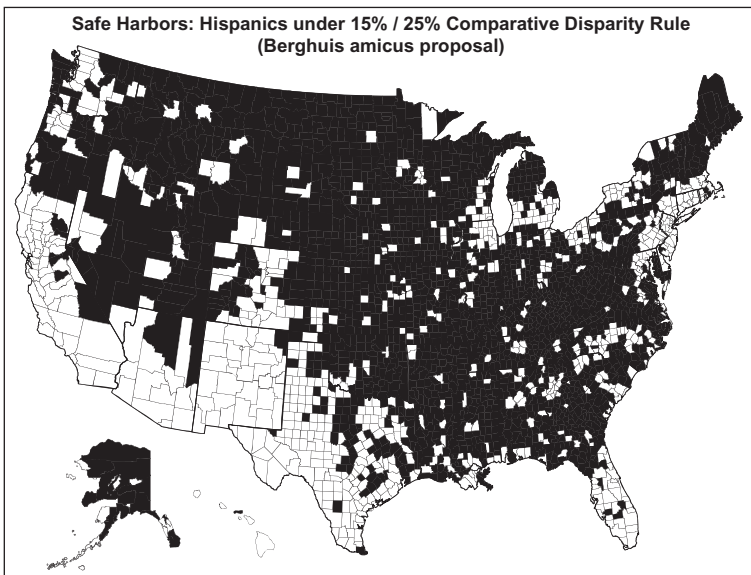 Safe Harbors: Hispanics under 15% / 25% Comparative Disparity Rule
(Berghuis amicus proposal)